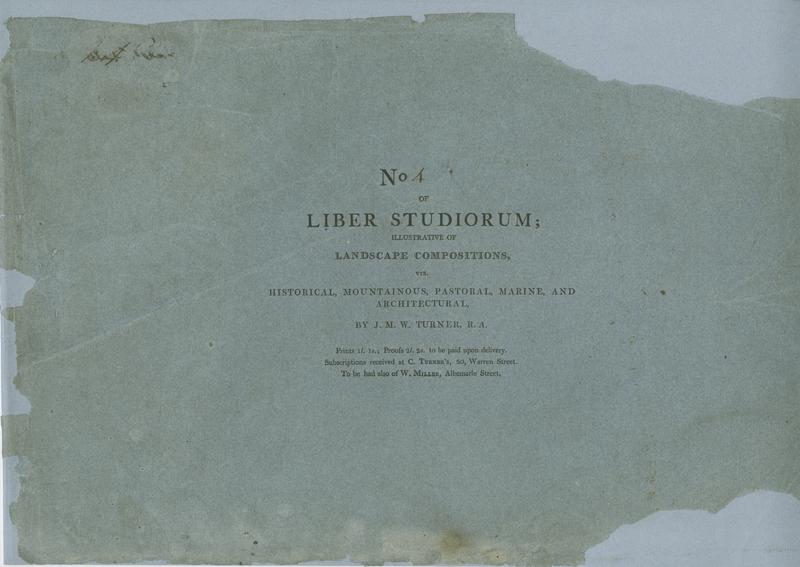 No 4
OF
LIBER STUDIORUM;
ILLUSTRATIVE OF
LANDSCAPE COMPOSITIONS,
VIZ.
HISTORICAL, MOUNTAINOUS, PASTORAL, MARINE, AND
ARCHITECTURAL,
BY J. M. W. TURNER, R. A.
Prints 1l. 1s.; Proofs 2l. 2s. to be paid upon delivery.
Subscriptions received at C. TURNER'S, 50, Warren Street.
To be had also of W. MILLER, Albemarle Street.